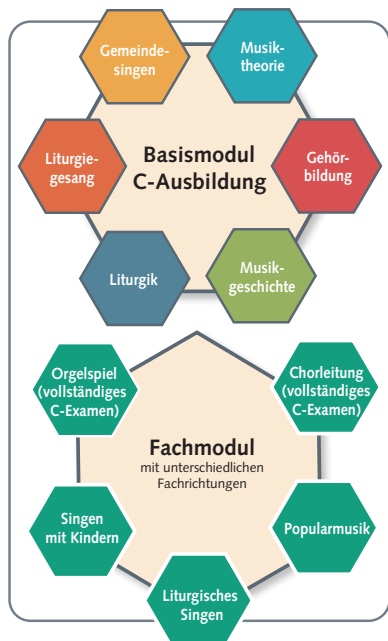 Gemeinde-
singen
Musik-
theorie
Liturgie-
gesang
Basismodul
C-Ausbildung
Gehör-
bildung
Liturgik
Musik-
geschichte
Orgelspiel
(vollständiges
C-Examen)
Chorleitung
(vollständiges
C-Examen)
Fachmodul
mit unterschiedlichen
Fachrichtungen
Singen
mit Kindern
Popularmusik
Liturgisches
Singen